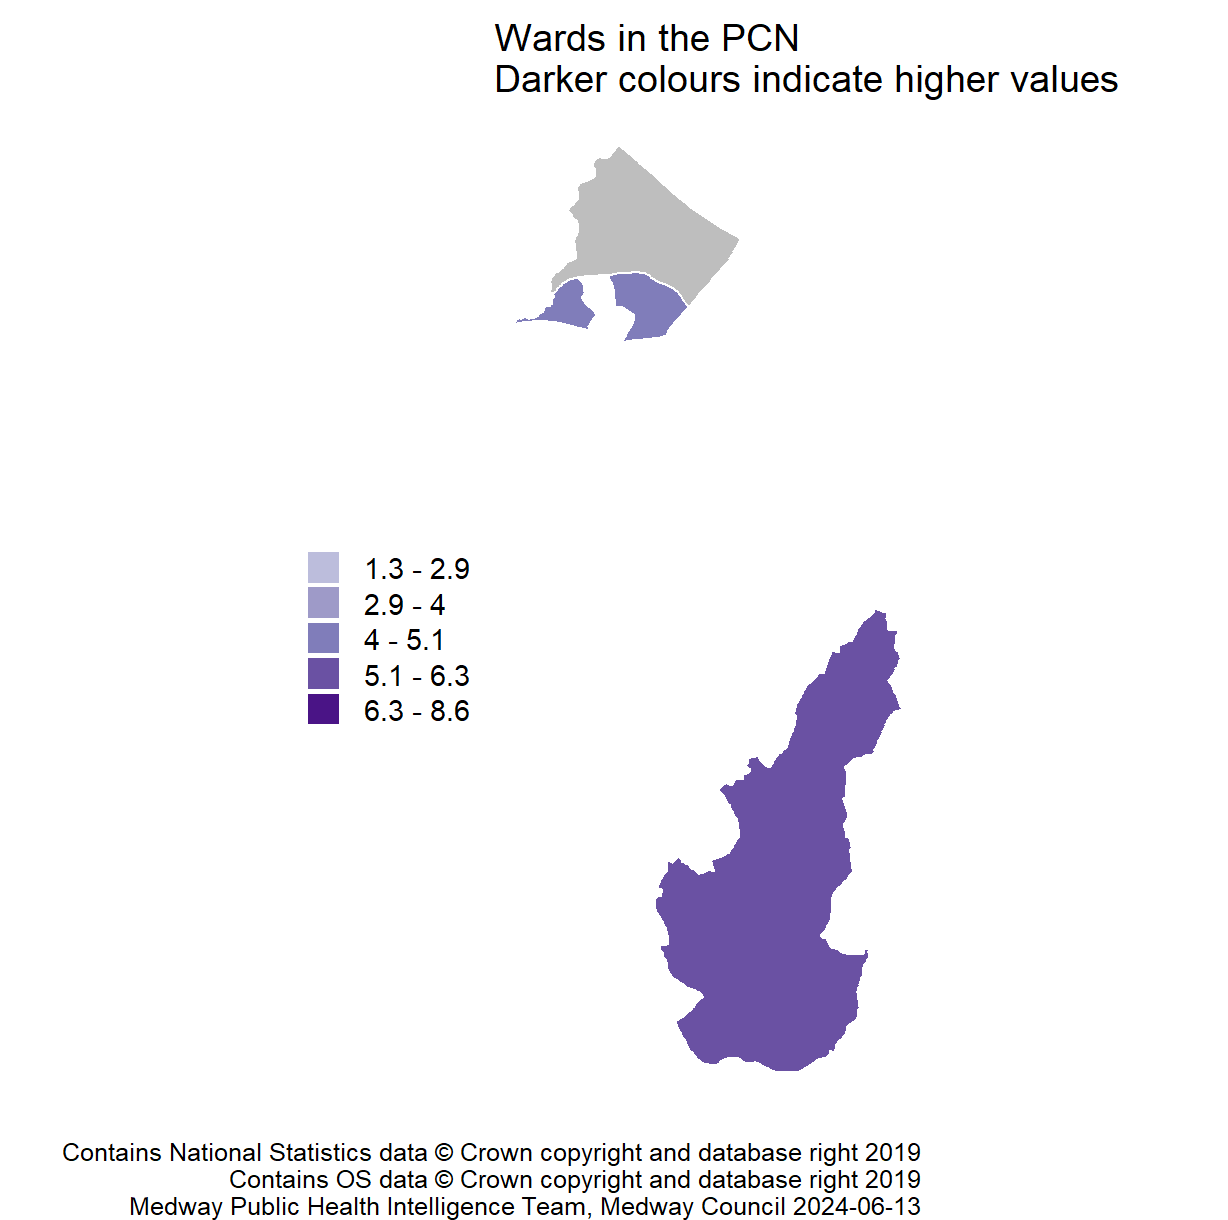 Wards in the PCN
Darker colours indicate higher values
1.3 - 2.9
2.9 - 4
4 - 5.1
5.1 - 6.3
6.3 - 8.6
Contains National Statistics data © Crown copyright and database right 2019
Contains OS data © Crown copyright and database right 2019
Medway Public Health Intelligence Team, Medway Council 2024-06-13